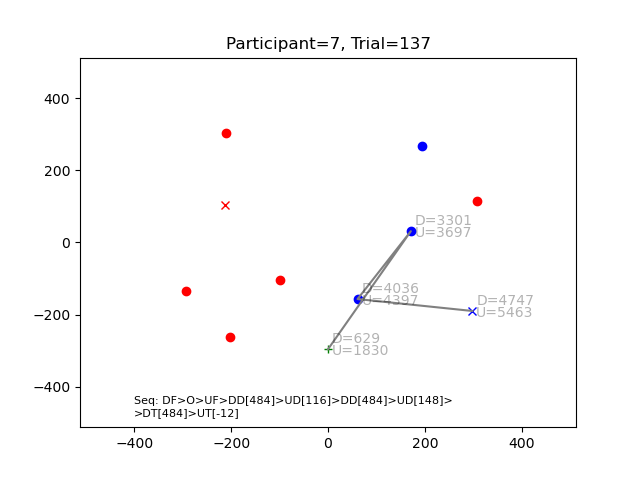 Participant=7, Trial=137
400
200
0
−200
−400
D=3301
U=3697
D=4036
U=4397
D=4747
U=5463
D=629
U=1830
Seq: DF>O>UF>DD[484]>UD[116]>DD[484]>UD[148]>
>DT[484]>UT[-12]
−400
−200
0
200
400